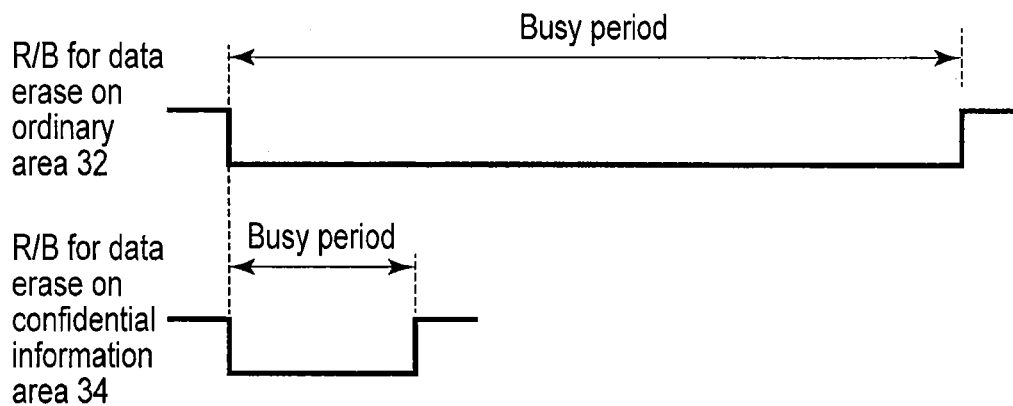 Busy period
R/B for data
erase on
ordinary
area 32
Busy period
R/B for data
erase on
confidential
information
area 34